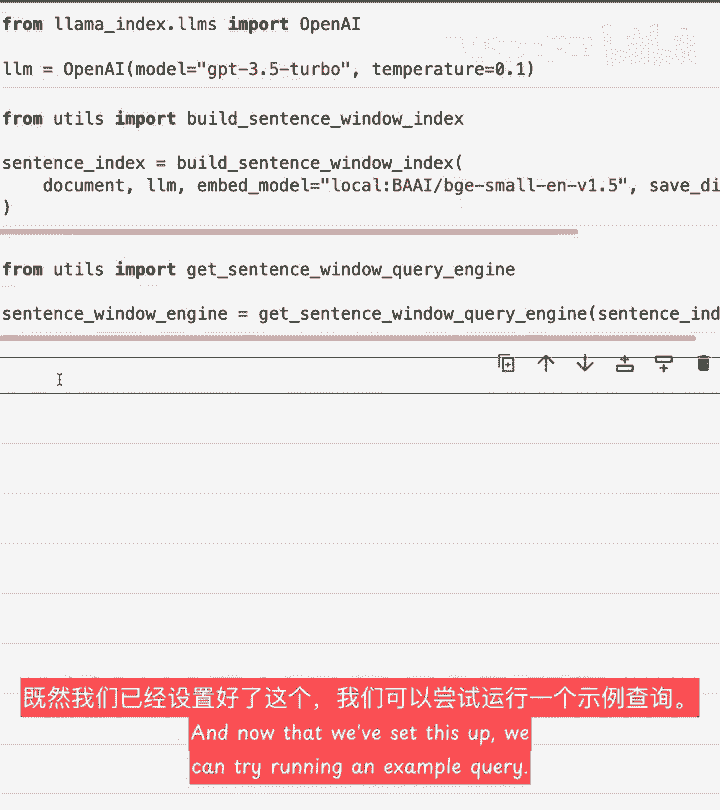 from llama_index.llms import OpenAI
llm = OpenAI(model="gpt-3.5-turbo", temperature=0.1)
from utils import build_sentence_window_index
sentence_index = build_sentence_window_index(
document, llm, embed_model="local:BAAI/bge-small-en-v1.5", save_di
)
from utils import get_sentence_window_query_engine
sentence_window_engine = get_sentence_window_query_engine(sentence_ind
既然我们已经设置好了这个，我们可以尝试运行一个示例查询。
And now that we've set this up, we
can try running an example query.